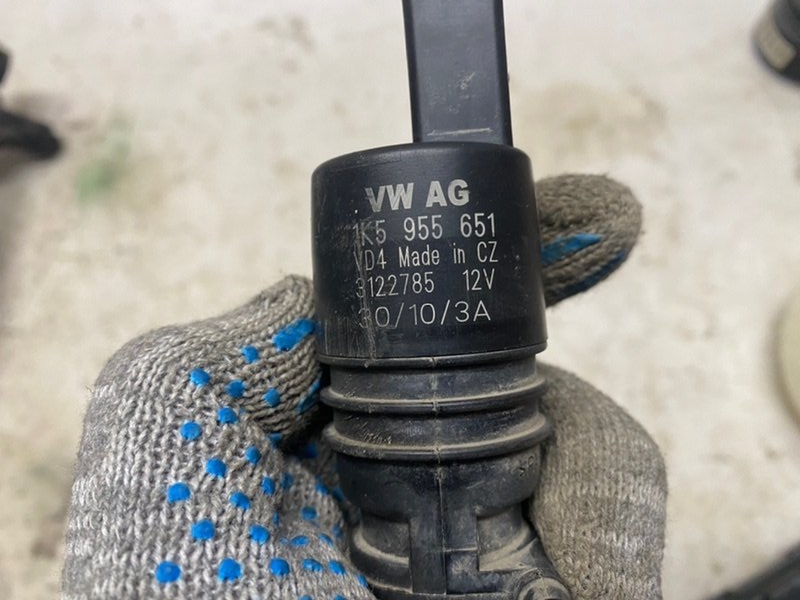 VW AG
1K5 955 651
VD4 Made in CZ
3122785 12V
30/10/3A